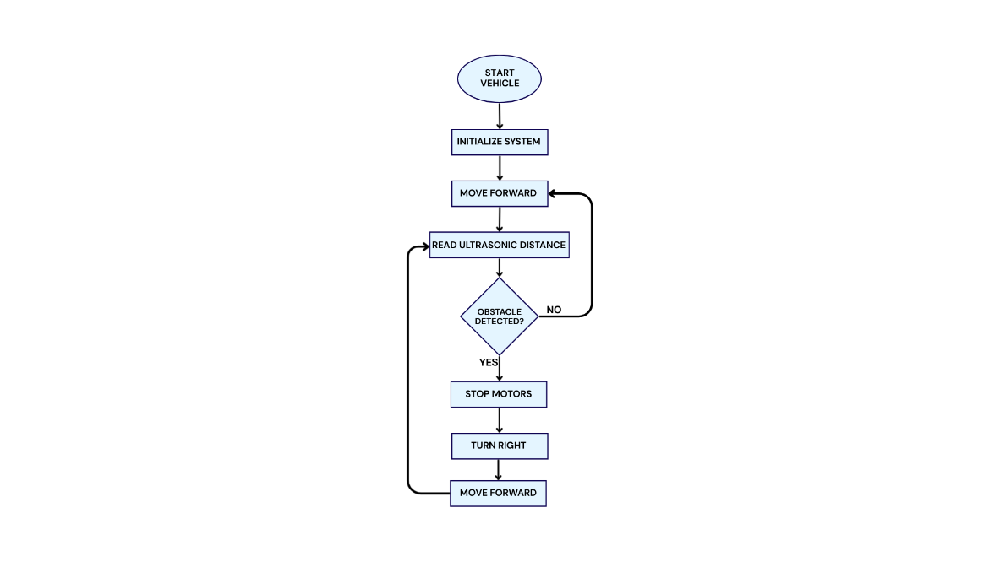 START
VEHICLE
INITIALIZE SYSTEM
MOVE FORWARD
READ ULTRASONIC DISTANCE
OBSTACLE
DETECTED?
NO
YES
STOP MOTORS
TURN RIGHT
MOVE FORWARD